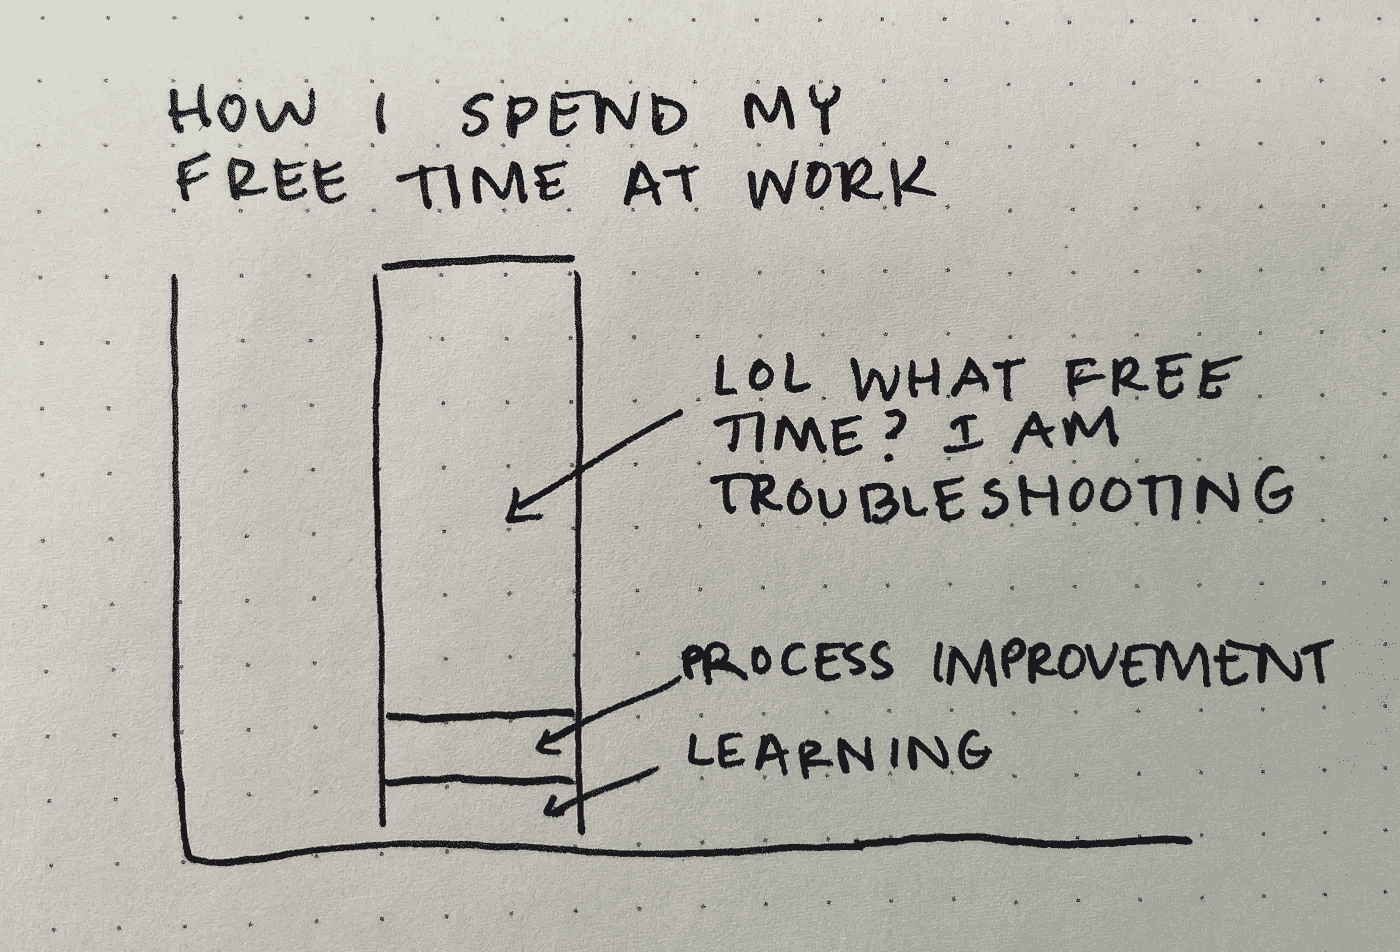 HOW I SPEND MY
FREE TIME AT WORK
LOL WHAT FREE
TIME? I AM
TROUBLESHOOTING
PROCESS IMPROVEMENT
LEARNING